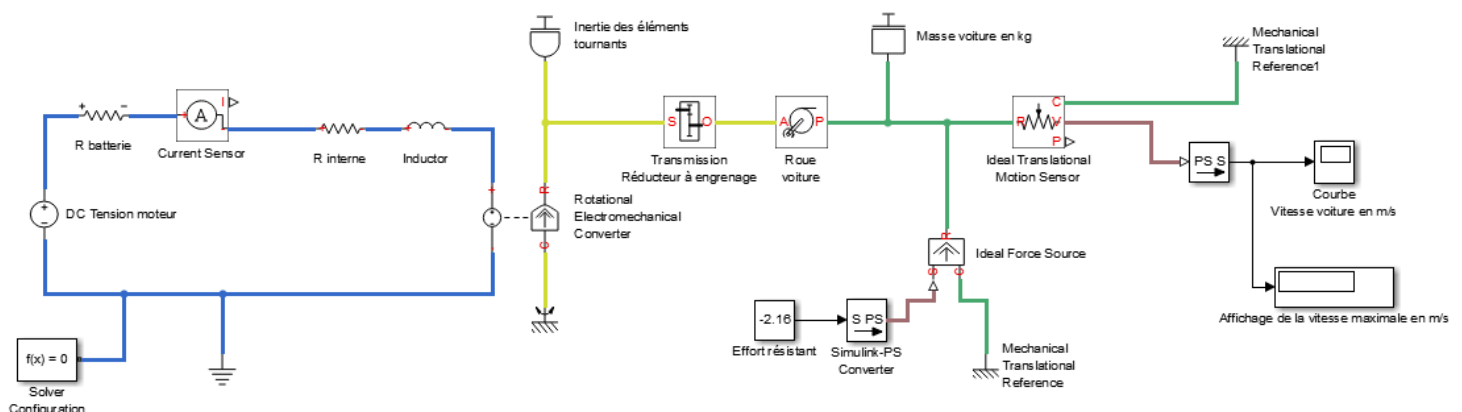 Inertie des éléments
tournants
Masse voiture en kg
Mechanical
Translational
Reference1
+
−
A
I
R batterie
Current Sensor
R interne
Inductor
S
O
Transmission
Réducteur à engrenage
A
P
Roue
voiture
R
C
V
P
Ideal Translational
Motion Sensor
PS S
Courbe
Vitesse voiture en m/s
DC Tension moteur
+
−
+
R
C
Rotational
Electromechanical
Converter
R
S
C
Ideal Force Source
-2.16
Effort résistant
S PS
Simulink-PS
Converter
Mechanical
Translational
Reference
Affichage de la vitesse maximale en m/s
f(x) = 0
Solver
Configuration